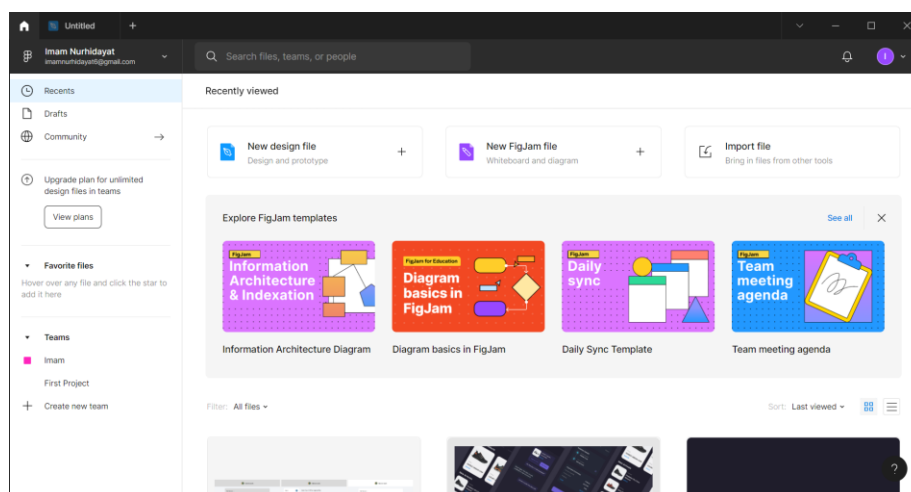 Untitled
Imam Nurhidayat
imamnurhidayat6@gmail.com
Search files, teams, or people
I
Recents
Drafts
Community
Upgrade plan for unlimited
design files in teams
View plans
Favorite files
Hover over any file and click the star to
add it here
Teams
Imam
First Project
Create new team
Recently viewed
New design file
Design and prototype
New FigJam file
Whiteboard and diagram
Import file
Bring in files from other tools
Explore FigJam templates
See all
FigJam
Information
Architecture
& Indexation
Information Architecture Diagram
FigJam for Education
Diagram
basics in
FigJam
Diagram basics in FigJam
FigJam
Daily
sync
Daily Sync Template
FigJam
Team
meeting
agenda
Team meeting agenda
Filter: All files
Sort: Last viewed
?